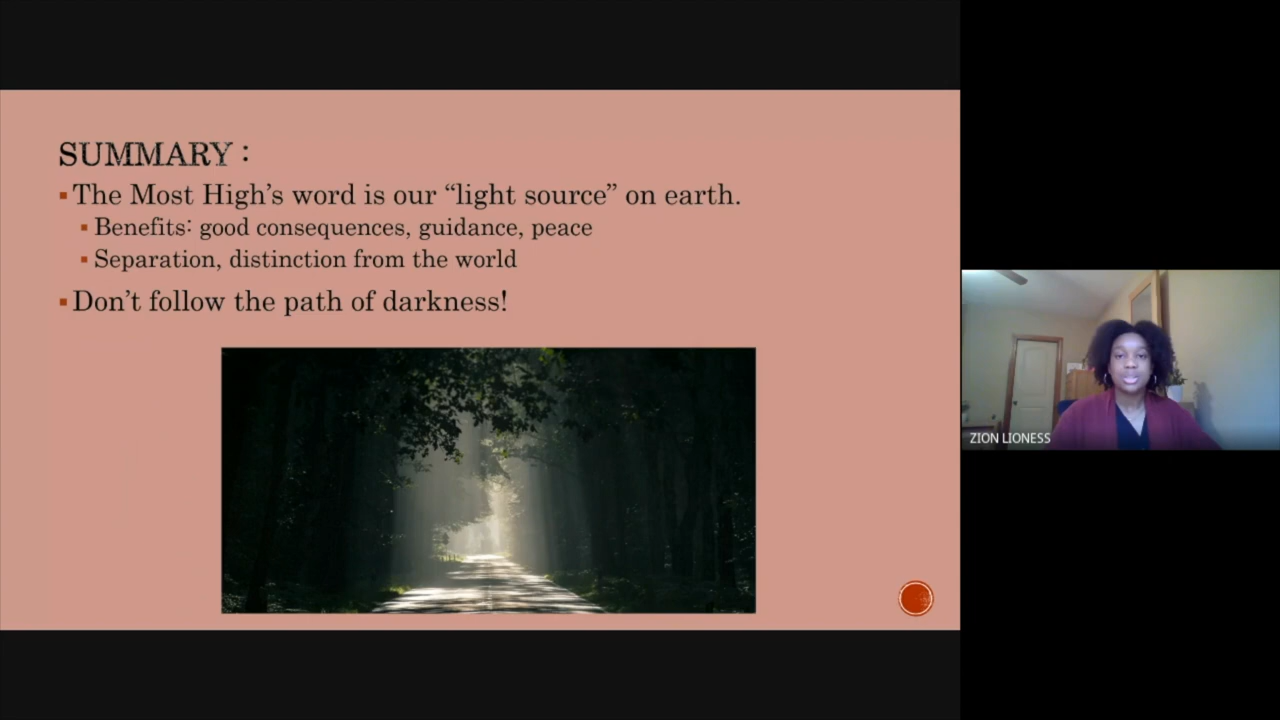 SUMMARY :
The Most High’s word is our “light source” on earth.
Benefits: good consequences, guidance, peace
Separation, distinction from the world
Don’t follow the path of darkness!
ZION LIONESS